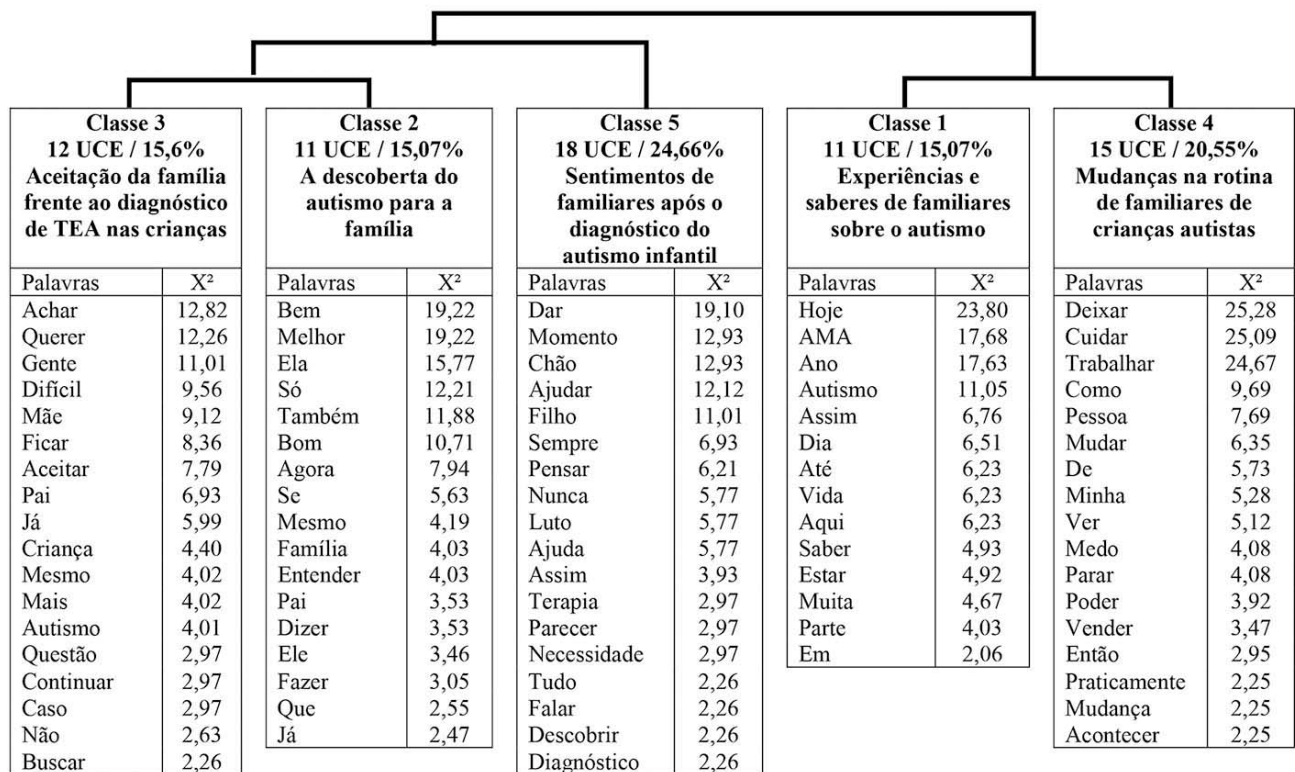 Classe 3
12 UCE / 15,6%
Aceitação da família
frente ao diagnóstico
de TEA nas crianças
Palavras X²
Achar 12,82
Querer 12,26
Gente 11,01
Difícil 9,56
Mãe 9,12
Ficar 8,36
Aceitar 7,79
Pai 6,93
Já 5,99
Criança 4,40
Mesmo 4,02
Mais 4,02
Autismo 4,01
Questão 2,97
Continuar 2,97
Caso 2,97
Não 2,63
Buscar 2,26
Classe 2
11 UCE / 15,07%
A descoberta do
autismo para a
família
Palavras X²
Bem 19,22
Melhor 19,22
Ela 15,77
Só 12,21
Também 11,88
Bom 10,71
Agora 7,94
Se 5,63
Mesmo 4,19
Família 4,03
Entender 4,03
Pai 3,53
Dizer 3,53
Ele 3,46
Fazer 3,05
Que 2,55
Já 2,47
Classe 5
18 UCE / 24,66%
Sentimentos de
familiares após o
diagnóstico do
autismo infantil
Palavras X²
Dar 19,10
Momento 12,93
Chão 12,93
Ajudar 12,12
Filho 11,01
Sempre 6,93
Pensar 6,21
Nunca 5,77
Luto 5,77
Ajuda 5,77
Assim 3,93
Terapia 2,97
Parecer 2,97
Necessidade 2,97
Tudo 2,26
Falar 2,26
Descobrir 2,26
Diagnóstico 2,26
Classe 1
11 UCE / 15,07%
Experiências e
saberes de familiares
sobre o autismo
Palavras X²
Hoje 23,80
AMA 17,68
Ano 17,63
Autismo 11,05
Assim 6,76
Dia 6,51
Até 6,23
Vida 6,23
Aqui 6,23
Saber 4,93
Estar 4,92
Muita 4,67
Parte 4,03
Em 2,06
Classe 4
15 UCE / 20,55%
Mudanças na rotina
de familiares de
crianças autistas
Palavras X²
Deixar 25,28
Cuidar 25,09
Trabalhar 24,67
Como 9,69
Pessoa 7,69
Mudar 6,35
De 5,73
Minha 5,28
Ver 5,12
Medo 4,08
Parar 4,08
Poder 3,92
Vender 3,47
Então 2,95
Praticamente 2,25
Mudança 2,25
Acontecer 2,25